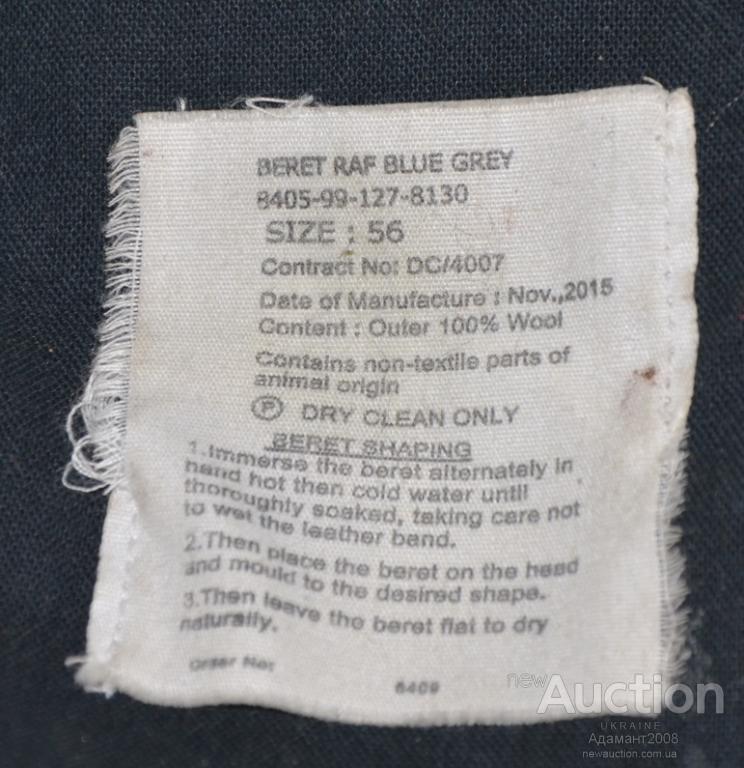 BERET RAF BLUE GREY
8405-99-127-8130
SIZE : 56
Contract No: DC/4007
Date of Manufacture : Nov.,2015
Content : Outer 100% Wool
Contains non-textile parts of
animal origin
P DRY CLEAN ONLY
BERET SHAPING
1.Immerse the beret alternately in
hand hot then cold water until
thoroughly soaked, taking care not
to wet the leather band.
2.Then place the beret on the head
and mould to the desired shape.
3.Then leave the beret flat to dry
naturally.
Order No:
6409
newAuction
UKRAINE
Адамант2008
newauction.com.ua